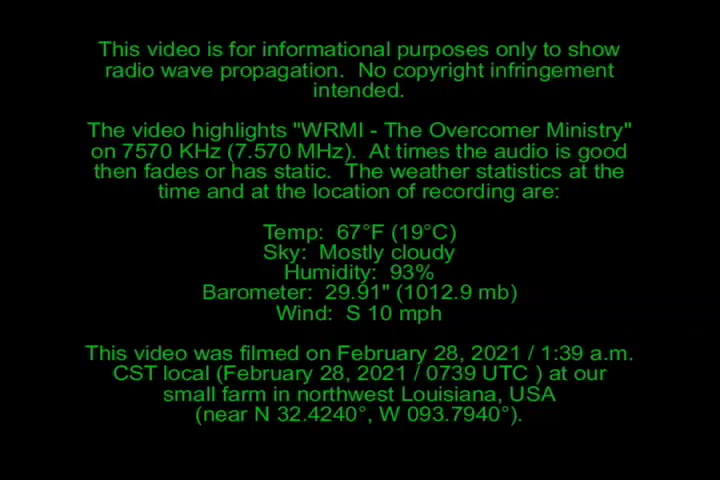 This video is for informational purposes only to show
radio wave propagation.  No copyright infringement
intended.
The video highlights "WRMI - The Overcomer Ministry"
on 7570 KHz (7.570 MHz).  At times the audio is good
then fades or has static.  The weather statistics at the
time and at the location of recording are:
Temp:  67°F (19°C)
Sky:  Mostly cloudy
Humidity:  93%
Barometer:  29.91" (1012.9 mb)
Wind:  S 10 mph
This video was filmed on February 28, 2021 / 1:39 a.m.
CST local (February 28, 2021 / 0739 UTC ) at our
small farm in northwest Louisiana, USA
(near N 32.4240°, W 093.7940°).